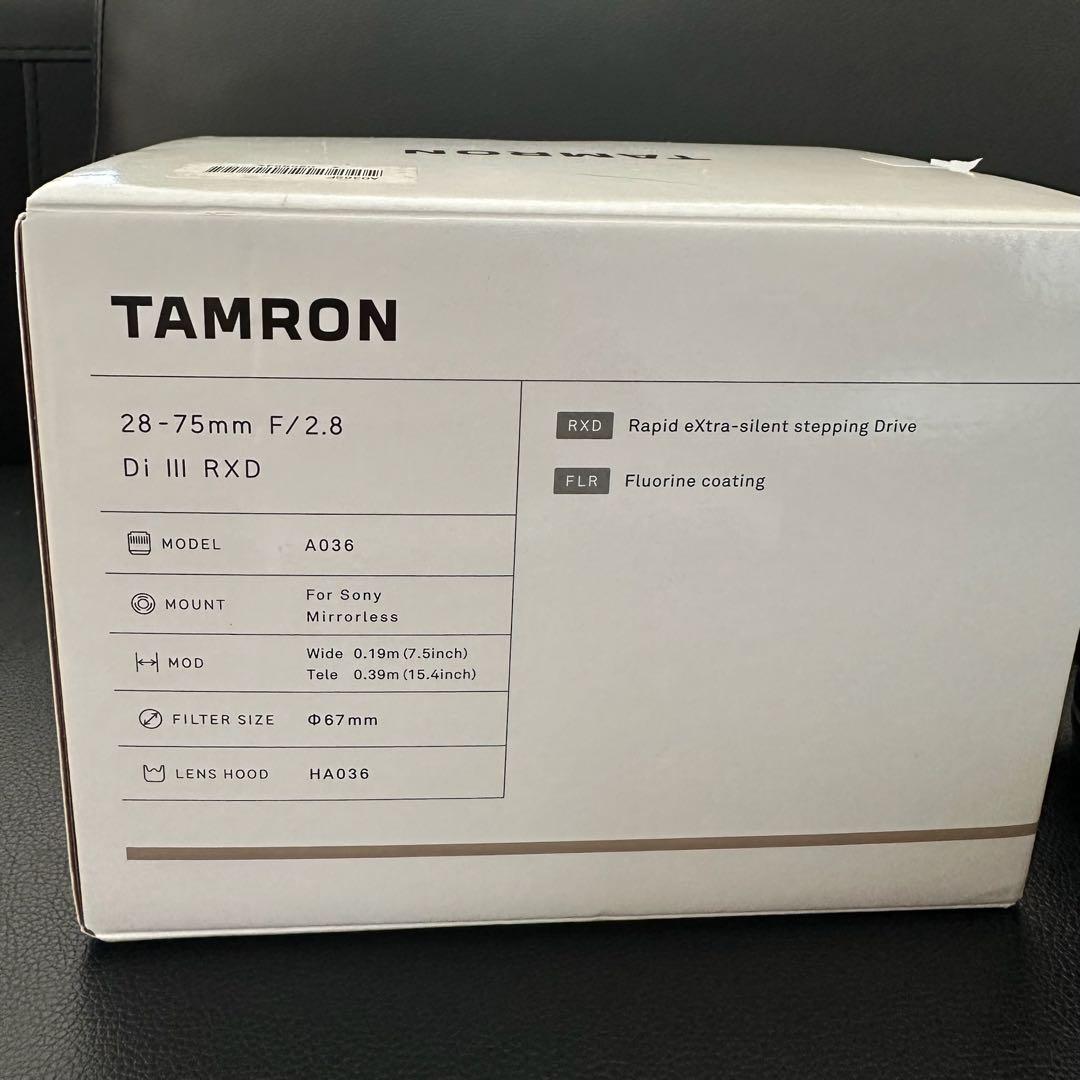 TAMRON
TAMRON
28-75mm F/2.8
Di III RXD
RXD Rapid eXtra-silent stepping Drive
FLR Fluorine coating
MODEL A036
MOUNT For Sony
Mirrorless
MOD Wide 0.19m (7.5inch)
Tele 0.39m (15.4inch)
FILTER SIZE Φ67mm
LENS HOOD HA036